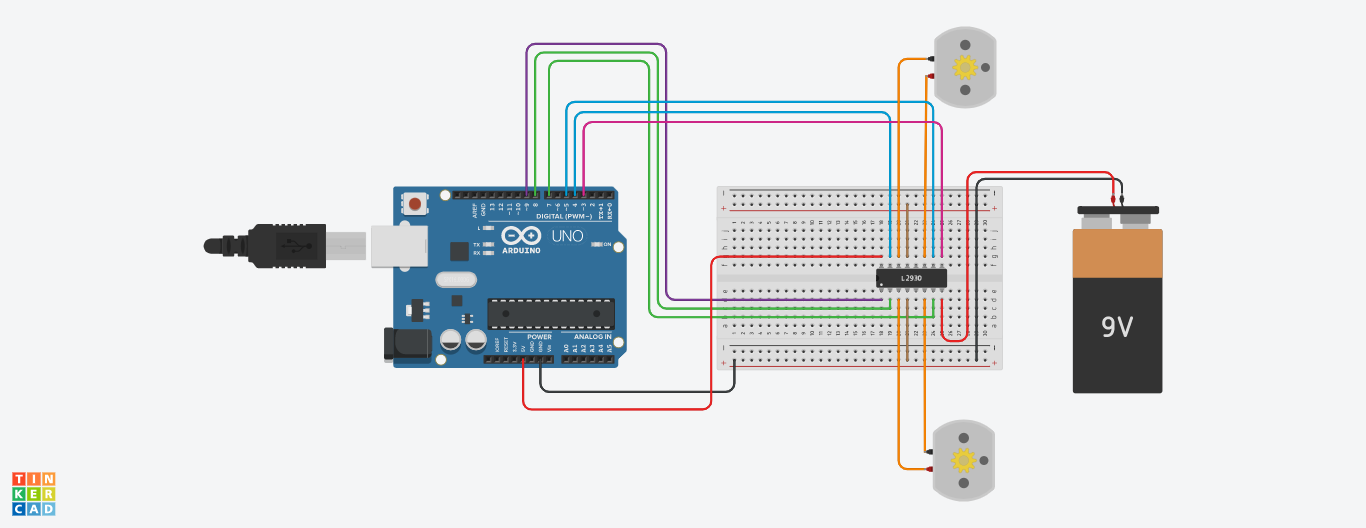 AREF
GND
13
12
~11
~10
~9
8
7
~6
~5
4
~3
2
TX→1
RX←0
DIGITAL (PWM~)
L
TX
RX
UNO
ON
ARDUINO
L293D
9V
POWER
ANALOG IN
IOREF
RESET
3.3V
5V
GND
GND
Vin
A0
A1
A2
A3
A4
A5
TIN
KER
CAD